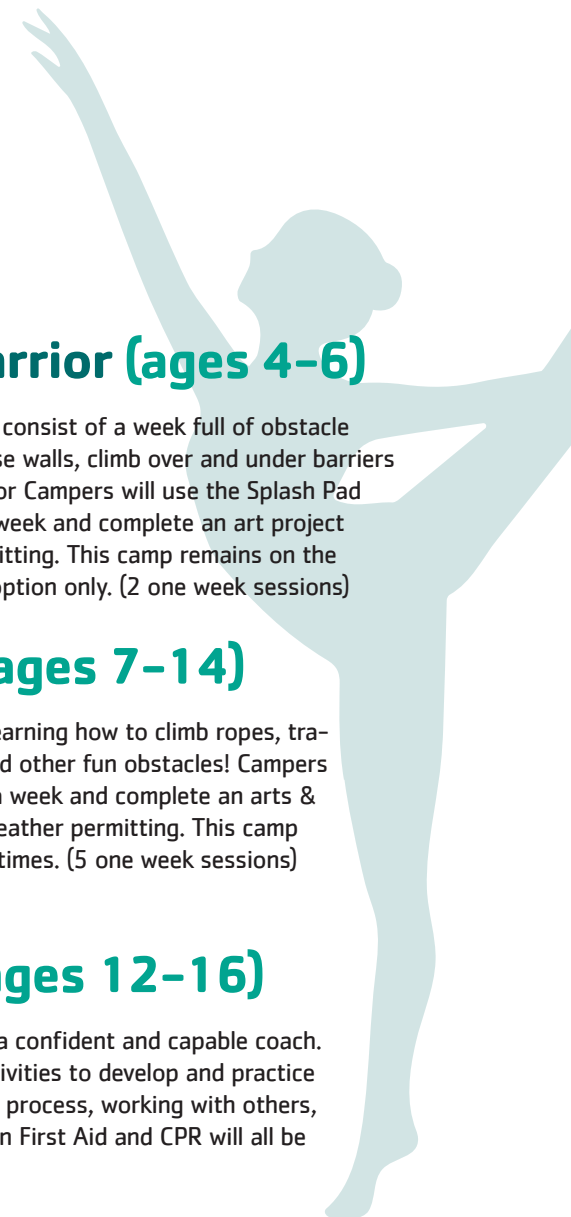 arrior (ages 4–6)
consist of a week full of obstacle
se walls, climb over and under barriers
or Campers will use the Splash Pad
week and complete an art project
itting. This camp remains on the
option only. (2 one week sessions)
ages 7–14)
earning how to climb ropes, tra-
d other fun obstacles! Campers
week and complete an arts &
eather permitting. This camp
times. (5 one week sessions)
ges 12–16)
a confident and capable coach.
ivities to develop and practice
process, working with others,
n First Aid and CPR will all be